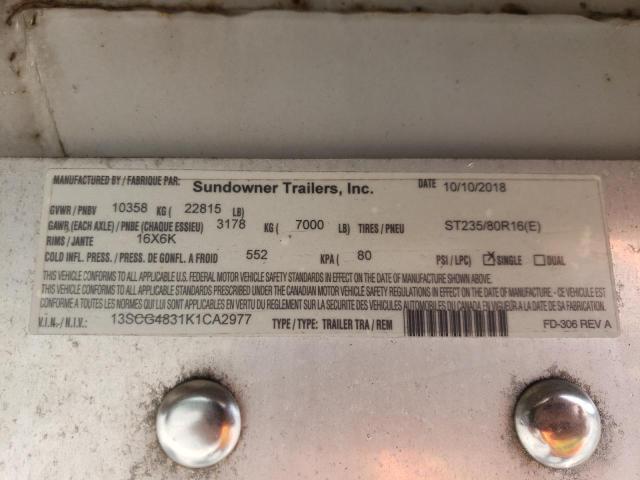 MANUFACTURED BY / FABRIQUE PAR: Sundowner Trailers, Inc. DATE 10/10/2018
GVWR / PNBV 10358 KG ( 22815 LB)
GAWR (EACH AXLE) / PNBE (CHAQUE ESSIEU) 3178 KG ( 7000 LB) TIRES / PNEU ST235/80R16(E)
RIMS / JANTE 16X6K
COLD INFL. PRESS. / PRESS. DE GONFL. A FROID 552 KPA ( 80 PSI / LPC) SINGLE DUAL
THIS VEHICLE CONFORMS TO ALL APPLICABLE U.S. FEDERAL MOTOR VEHICLE SAFETY STANDARDS IN EFFECT ON THE DATE OF MANUFACTURE SHOWN ABOVE.
THIS VEHICLE CONFORMS TO ALL APPLICABLE STANDARDS PRESCRIBED UNDER THE CANADIAN MOTOR VEHICLE SAFETY REGULATIONS IN EFFECT ON THE DATE OF MANUFACTURE - CE VEHICULE EST
CONFORME A TOUTES LES NORMES QUI LUI SONT APPLICABLES EN VERTU DU REGLEMENT SUR LA SECURITE DES VEHICULES AUTOMOBILES DU CANADA EN VIGUEUR A LA DATE DE SA FABRICATION.
V.I.N. / N.I.V.: 13SCG4831K1CA2977 TYPE / TYPE: TRAILER TRA / REM FD-306 REV A